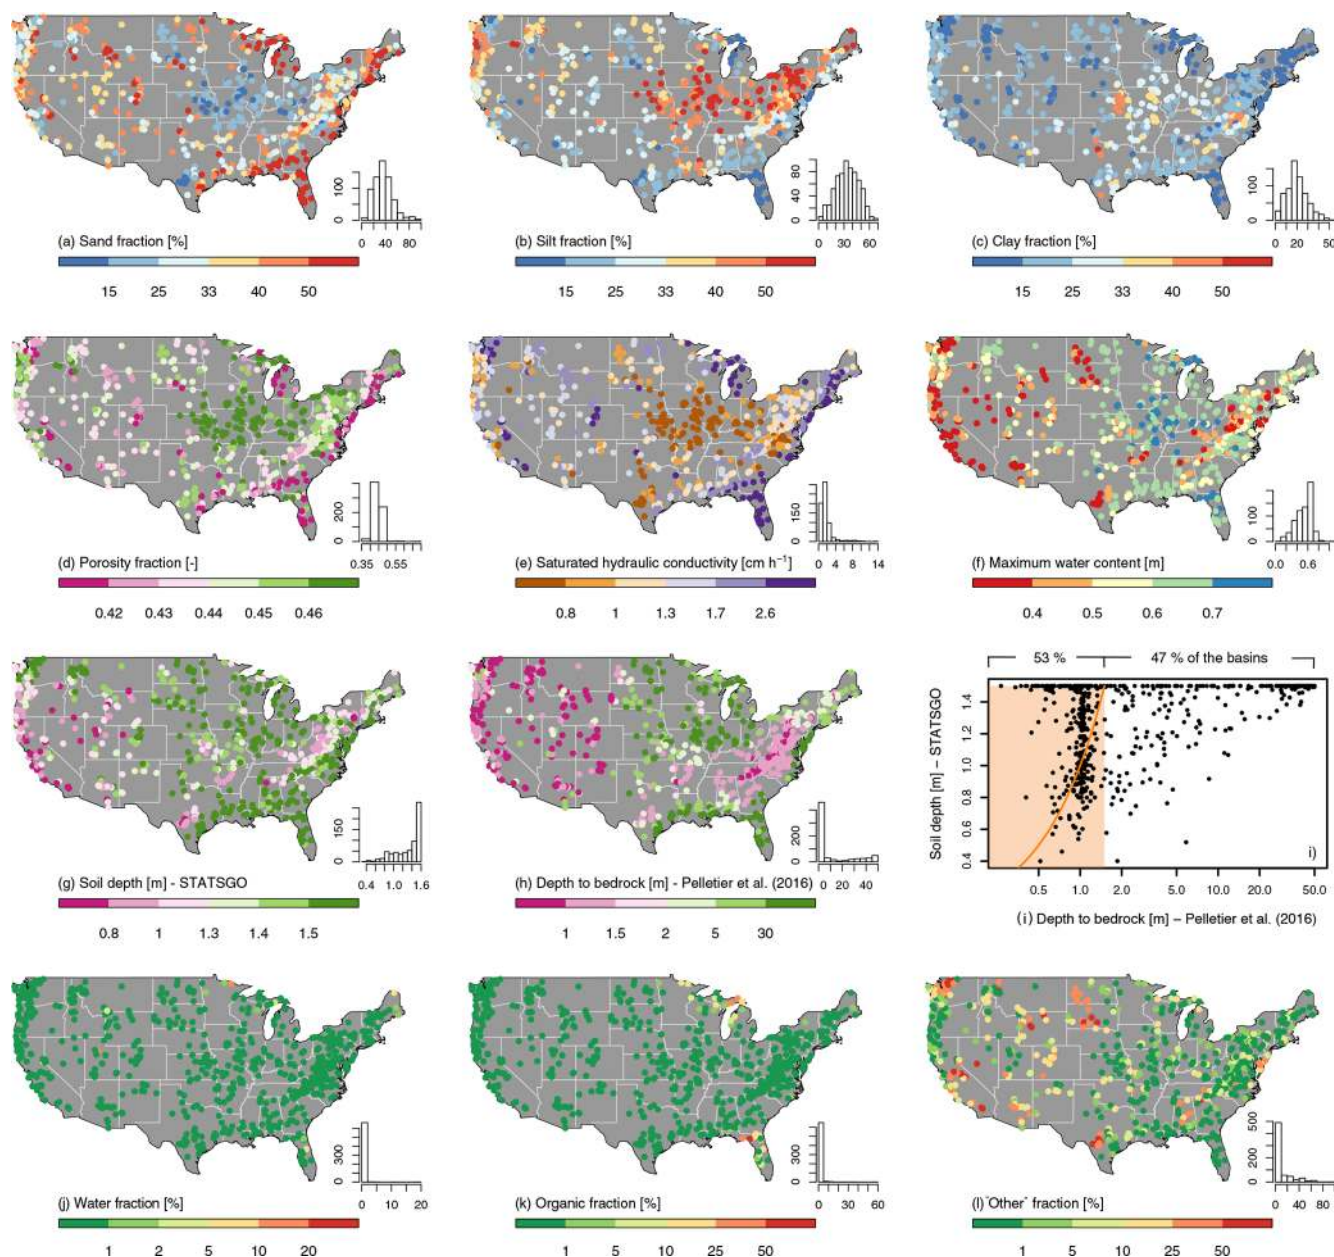 100
0
0 40 80
(a) Sand fraction [%]
15 25 33 40 50
80
40
0
0 30 60
(b) Silt fraction [%]
15 25 33 40 50
100
0
0 20 50
(c) Clay fraction [%]
15 25 33 40 50
200
0
0.35 0.55
(d) Porosity fraction [-]
0.42 0.43 0.44 0.45 0.46
150
0
0 4 8 14
(e) Saturated hydraulic conductivity [cm h⁻¹]
0.8 1 1.3 1.7 2.6
100
0
0.0 0.6
(f) Maximum water content [m]
0.4 0.5 0.6 0.7
150
0
0.4 1.0 1.6
(g) Soil depth [m] - STATSGO
0.8 1 1.3 1.4 1.5
200
0
0 20 40
(h) Depth to bedrock [m] - Pelletier et al. (2016)
1 1.5 2 5 30
53 % 47 % of the basins
Soil depth [m] – STATSGO
1.4
1.2
1.0
0.8
0.6
0.4
i)
0.5 1.0 2.0 5.0 10.0 20.0 50.0
(i) Depth to bedrock [m] – Pelletier et al. (2016)
300
0
0 10 20
(j) Water fraction [%]
1 2 5 10 20
300
0
0 30 60
(k) Organic fraction [%]
1 5 10 25 50
500
200
0
0 40 80
(l) "Other" fraction [%]
1 5 10 25 50